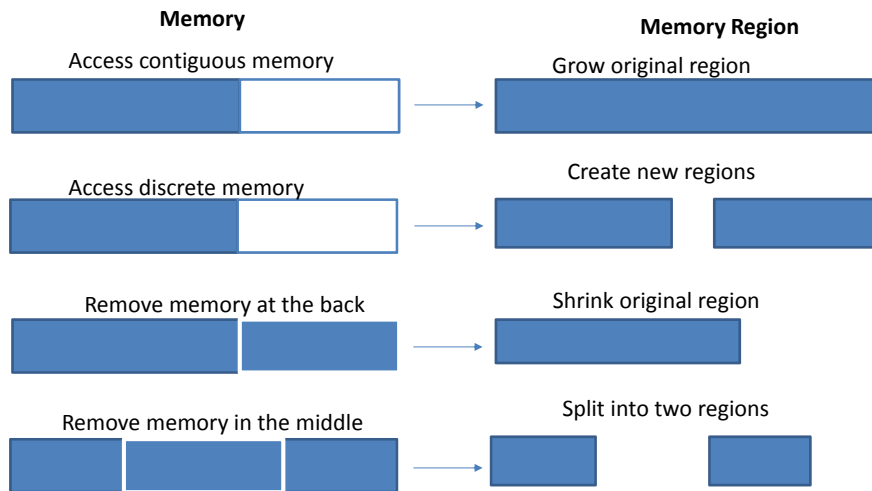 Memory
Memory Region
Access contiguous memory
Grow original region
Access discrete memory
Create new regions
Remove memory at the back
Shrink original region
Remove memory in the middle
Split into two regions